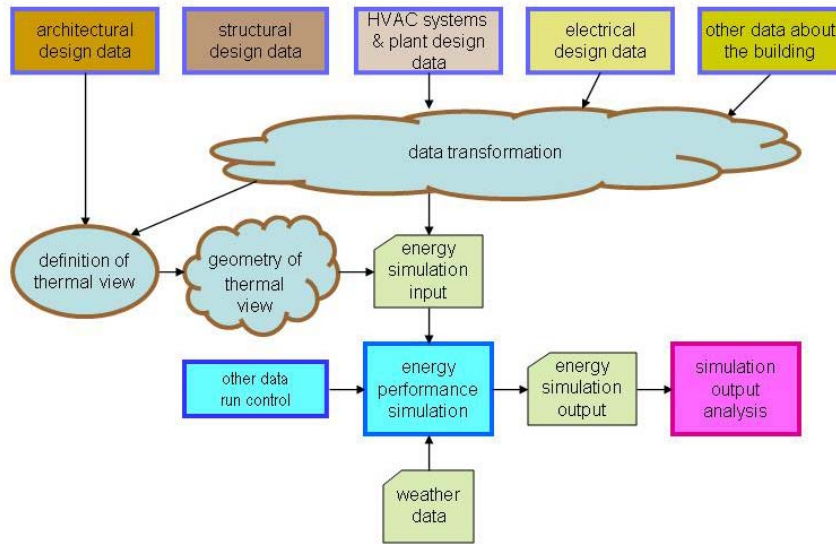 architectural
design data
structural
design data
HVAC systems
& plant design
data
electrical
design data
other data about
the building
data transformation
definition of
thermal view
geometry of
thermal
view
energy
simulation
input
other data
run control
energy
performance
simulation
energy
simulation
output
simulation
output
analysis
weather
data